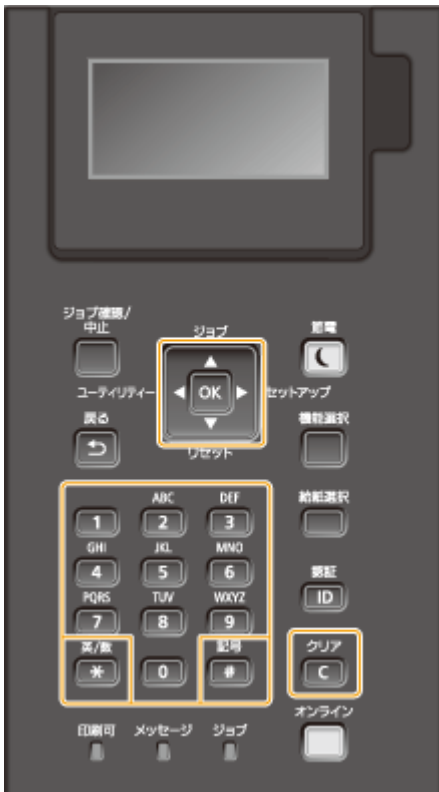 ジョブ確認/
中止
ジョブ
節電
ユーティリティー
OK
セットアップ
戻る
リセット
機能選択
ABC
DEF
給紙選択
1
2
3
GHI
JKL
MNO
4
5
6
認証
ID
PQRS
TUV
WXYZ
7
8
9
英/数
記号
クリア
*
0
#
C
オンライン
印刷可
メッセージ
ジョブ